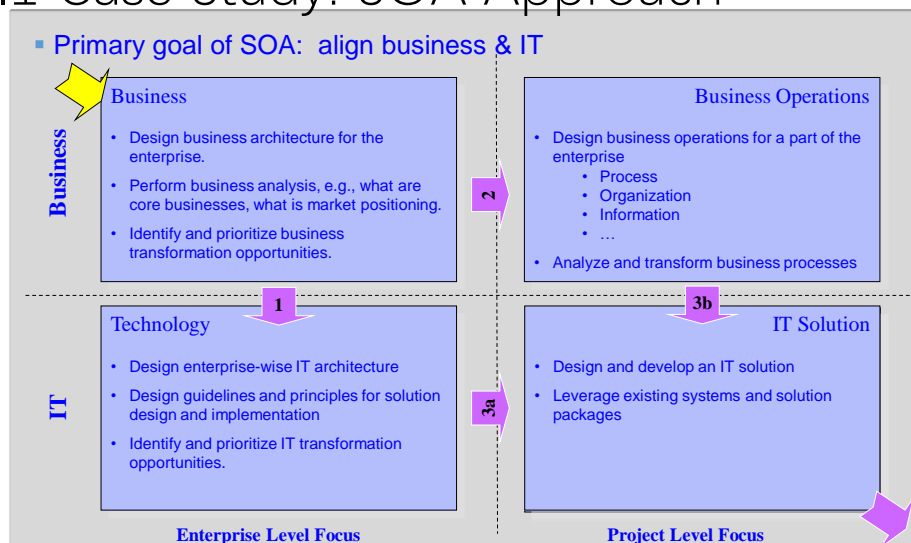 Case Study: SOA Approach
Primary goal of SOA: align business & IT
Business
Business
• Design business architecture for the
enterprise.
• Perform business analysis, e.g., what are
core businesses, what is market positioning.
• Identify and prioritize business
transformation opportunities.
2
Business Operations
• Design business operations for a part of the
enterprise
• Process
• Organization
• Information
• …
• Analyze and transform business processes
1
3b
IT
Technology
• Design enterprise-wise IT architecture
• Design guidelines and principles for solution
design and implementation
• Identify and prioritize IT transformation
opportunities.
3a
IT Solution
• Design and develop an IT solution
• Leverage existing systems and solution
packages
Enterprise Level Focus
Project Level Focus